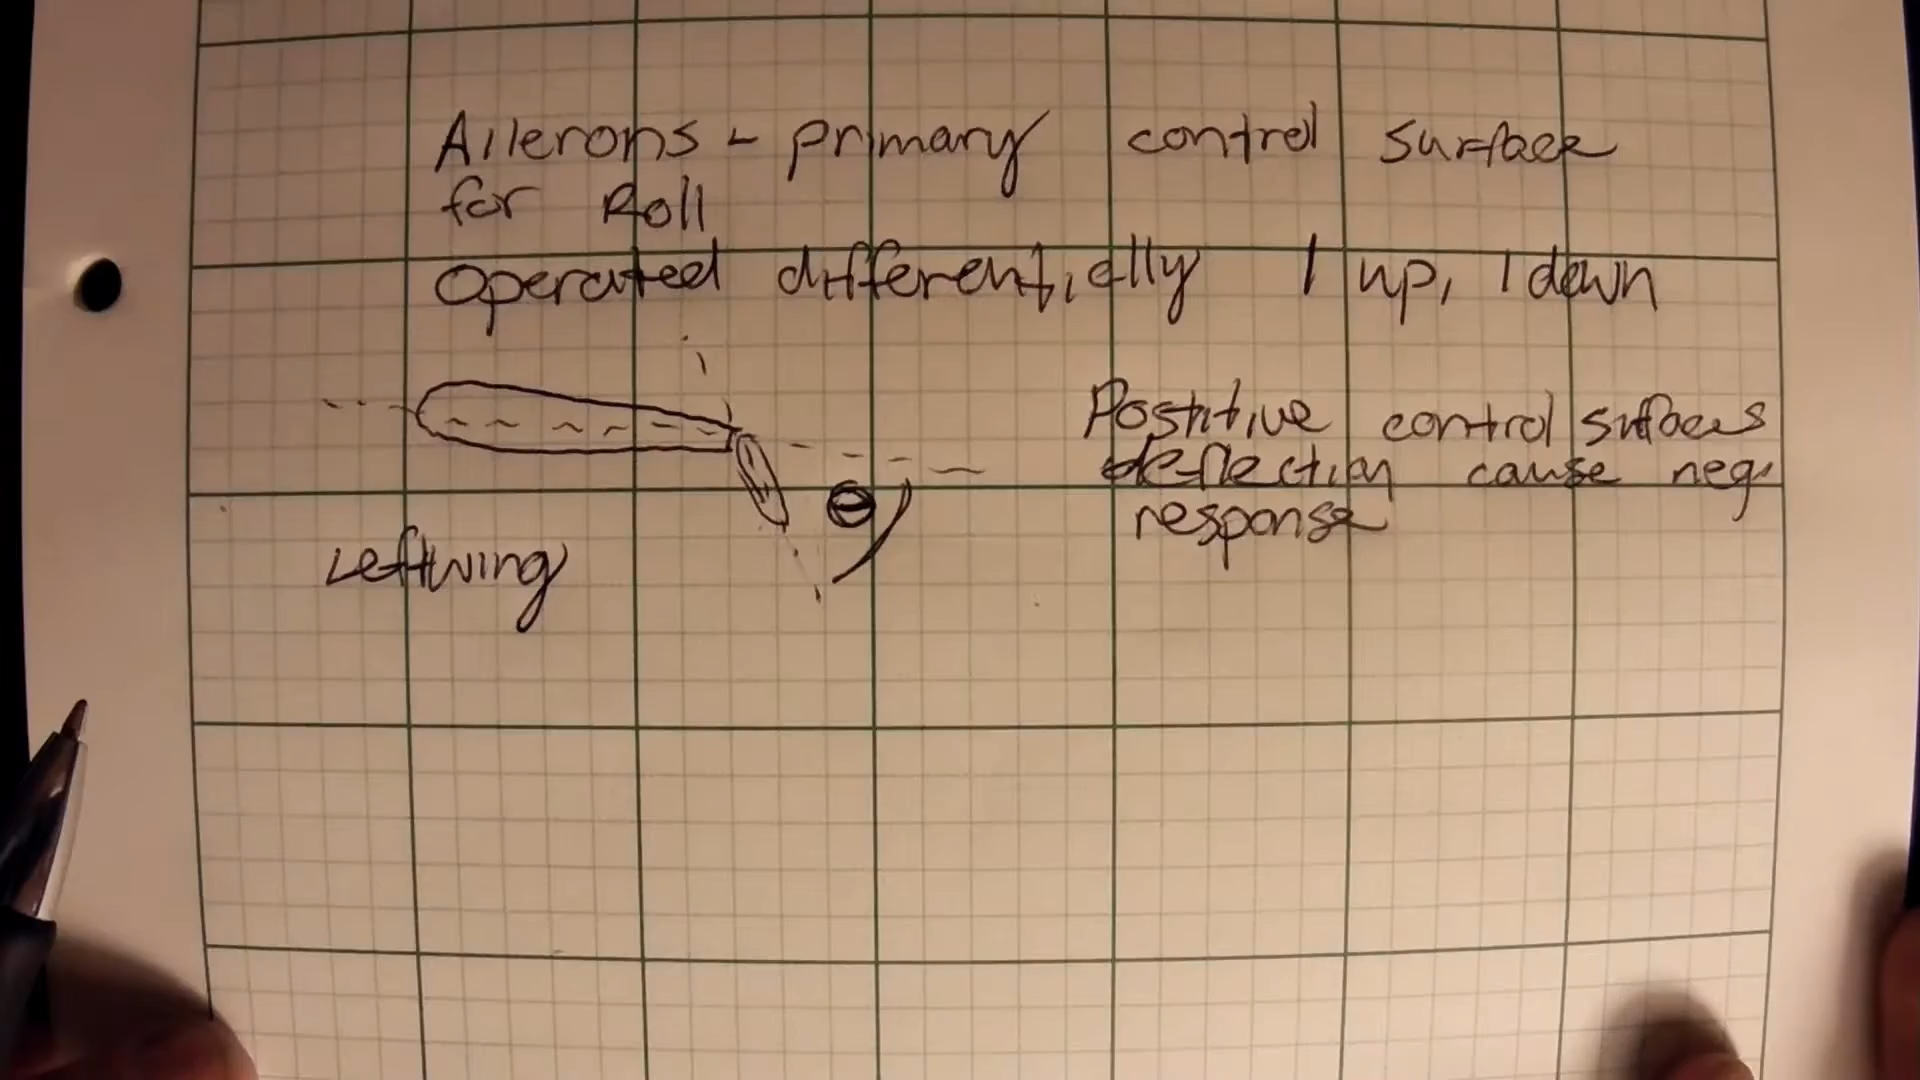 Ailerons - primary control surface
for Roll
operated differentially 1 up, 1 down
Postitive control surfaces
deflection cause neg.
response
Left wing